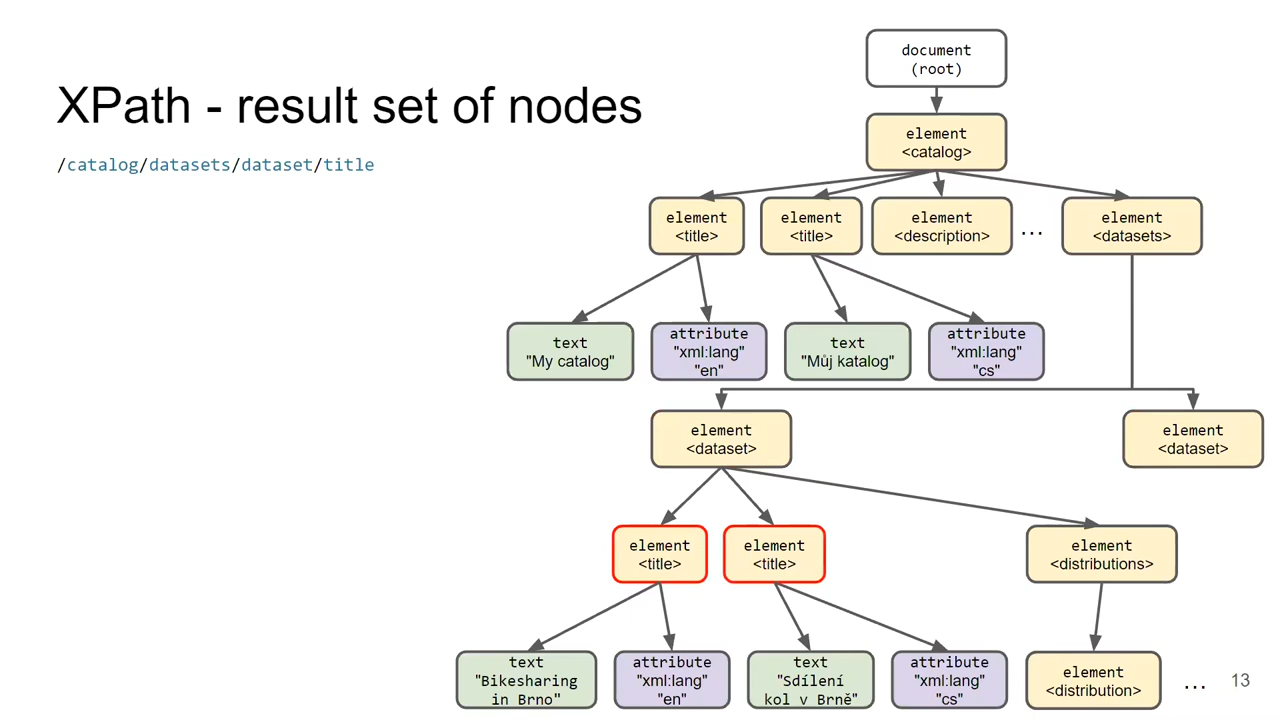 document
(root)
XPath - result set of nodes
/catalog/datasets/dataset/title
element
<catalog>
element
<title>
element
<title>
element
<description>
...
element
<datasets>
text
"My catalog"
attribute
"xml:lang"
"en"
text
"Můj katalog"
attribute
"xml:lang"
"cs"
element
<dataset>
element
<dataset>
element
<title>
element
<title>
element
<distributions>
text
"Bikesharing
in Brno"
attribute
"xml:lang"
"en"
text
"Sdílení
kol v Brně"
attribute
"xml:lang"
"cs"
element
<distribution>
...
13